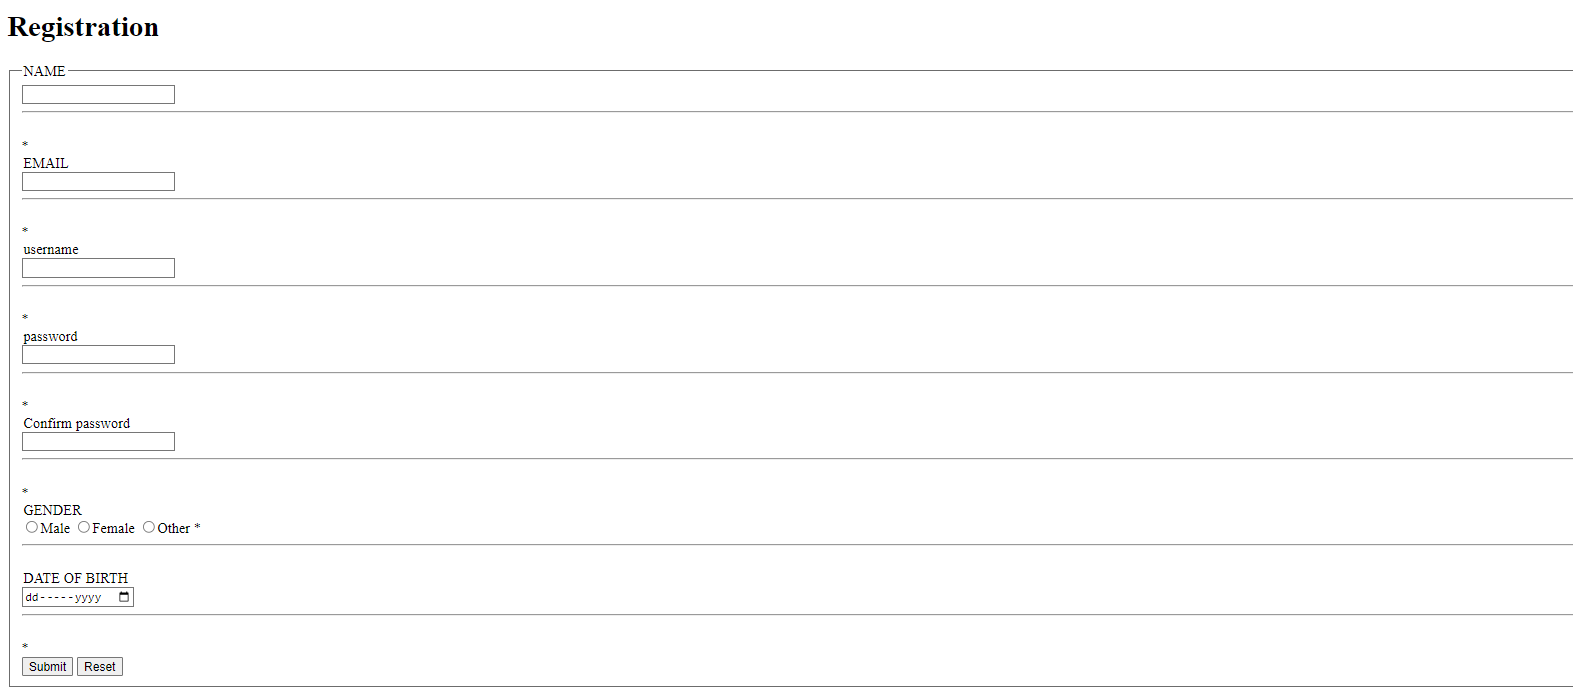 Registration
NAME
*
EMAIL
*
username
*
password
*
Confirm password
*
GENDER
Male Female Other *
DATE OF BIRTH
dd-----yyyy
*
Submit Reset